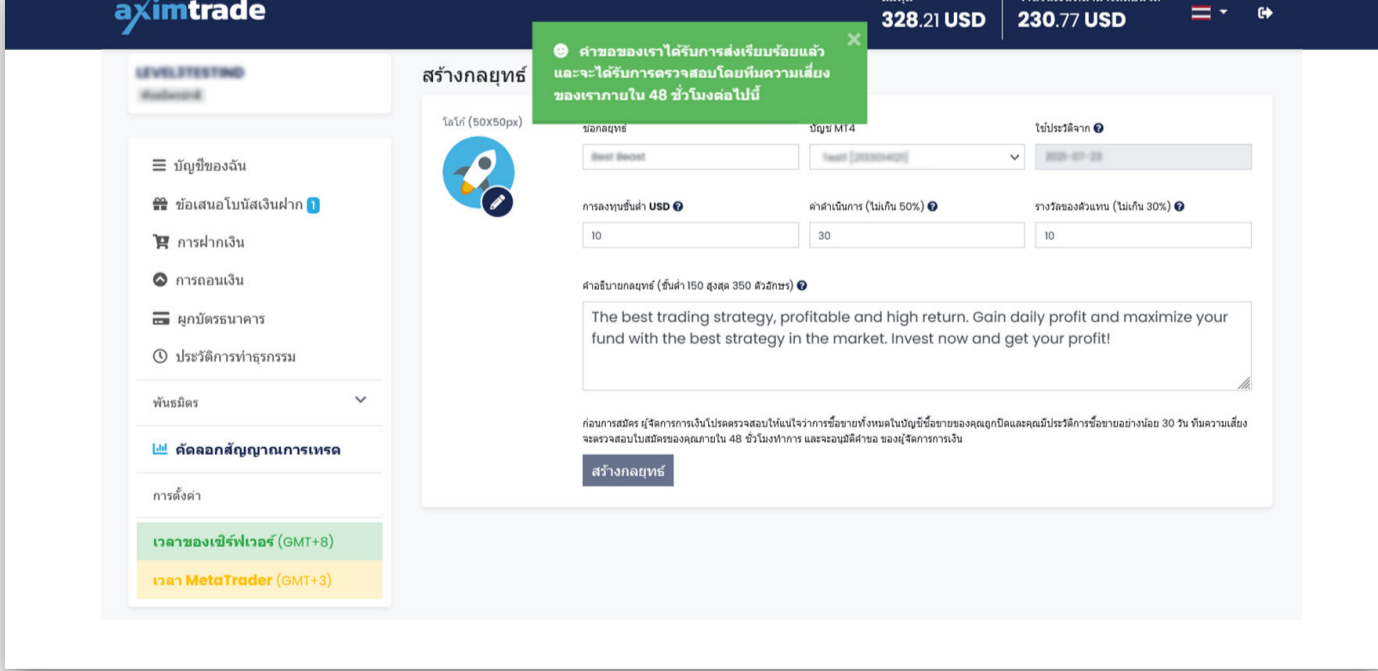 aximtrade
328.21 USD
230.77 USD
คำขอของเราได้รับการส่งเรียบร้อยแล้ว
และจะได้รับการตรวจสอบโดยทีมความเสี่ยง
ของเราภายใน 48 ชั่วโมงต่อไปนี้
LEVEL3TESTIND
สร้างกลยุทธ์
โลโก้ (50X50px)
ชื่อกลยุทธ์
บัญชี MT4
ใช้ประวัติจาก
Best Beast
2021-07-23
บัญชีของฉัน
ข้อเสนอโบนัสเงินฝาก 1
การฝากเงิน
การถอนเงิน
ผูกบัตรธนาคาร
ประวัติการทำธุรกรรม
พันธมิตร
คัดลอกสัญญาณการเทรด
การตั้งค่า
เวลาของเซิร์ฟเวอร์ (GMT+8)
เวลา MetaTrader (GMT+3)
การลงทุนขั้นต่ำ USD
ค่าดำเนินการ (ไม่เกิน 50%)
รางวัลของตัวแทน (ไม่เกิน 30%)
10
30
10
คำอธิบายกลยุทธ์ (ขั้นต่ำ 150 สูงสุด 350 ตัวอักษร)
The best trading strategy, profitable and high return. Gain daily profit and maximize your
fund with the best strategy in the market. Invest now and get your profit!
ก่อนการสมัคร ผู้จัดการการเงินโปรดตรวจสอบให้แน่ใจว่าการซื้อขายทั้งหมดในบัญชีซื้อขายของคุณถูกปิดและคุณมีประวัติการซื้อขายอย่างน้อย 30 วัน ทีมความเสี่ยง
จะตรวจสอบใบสมัครของคุณภายใน 48 ชั่วโมงทำการ และจะอนุมัติคำขอ ของผู้จัดการการเงิน
สร้างกลยุทธ์